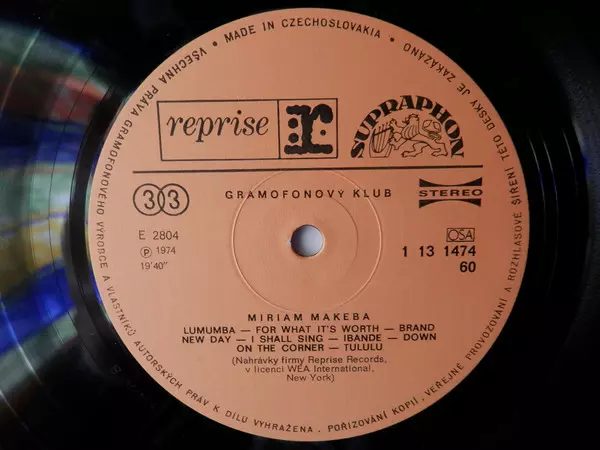 VŠECHNA PRÁVA GRAMOFONOVÉHO VÝROBCE A VLASTNÍKŮ AUTORSKÝCH PRÁV K DÍLU VYHRAŽENA. • POŘIZOVÁNÍ KOPIÍ, VEŘEJNÉ PROVOZOVÁNÍ A ROZHLASOVÉ ŠÍŘENÍ TÉTO DESKY JE ZAKÁZÁNO • MADE IN CZECHOSLOVAKIA •
reprise r: SUPRAPHON
33 GRAMOFONOVÝ KLUB STEREO
E 2804 OSA
Ⓟ 1974 1 13 1474
19'40" 60
MIRIAM MAKEBA
LUMUMBA — FOR WHAT IT'S WORTH — BRAND
NEW DAY — I SHALL SING — IBANDE — DOWN
ON THE CORNER — TULULU
(Nahrávky firmy Reprise Records,
v licenci WEA International,
New York)